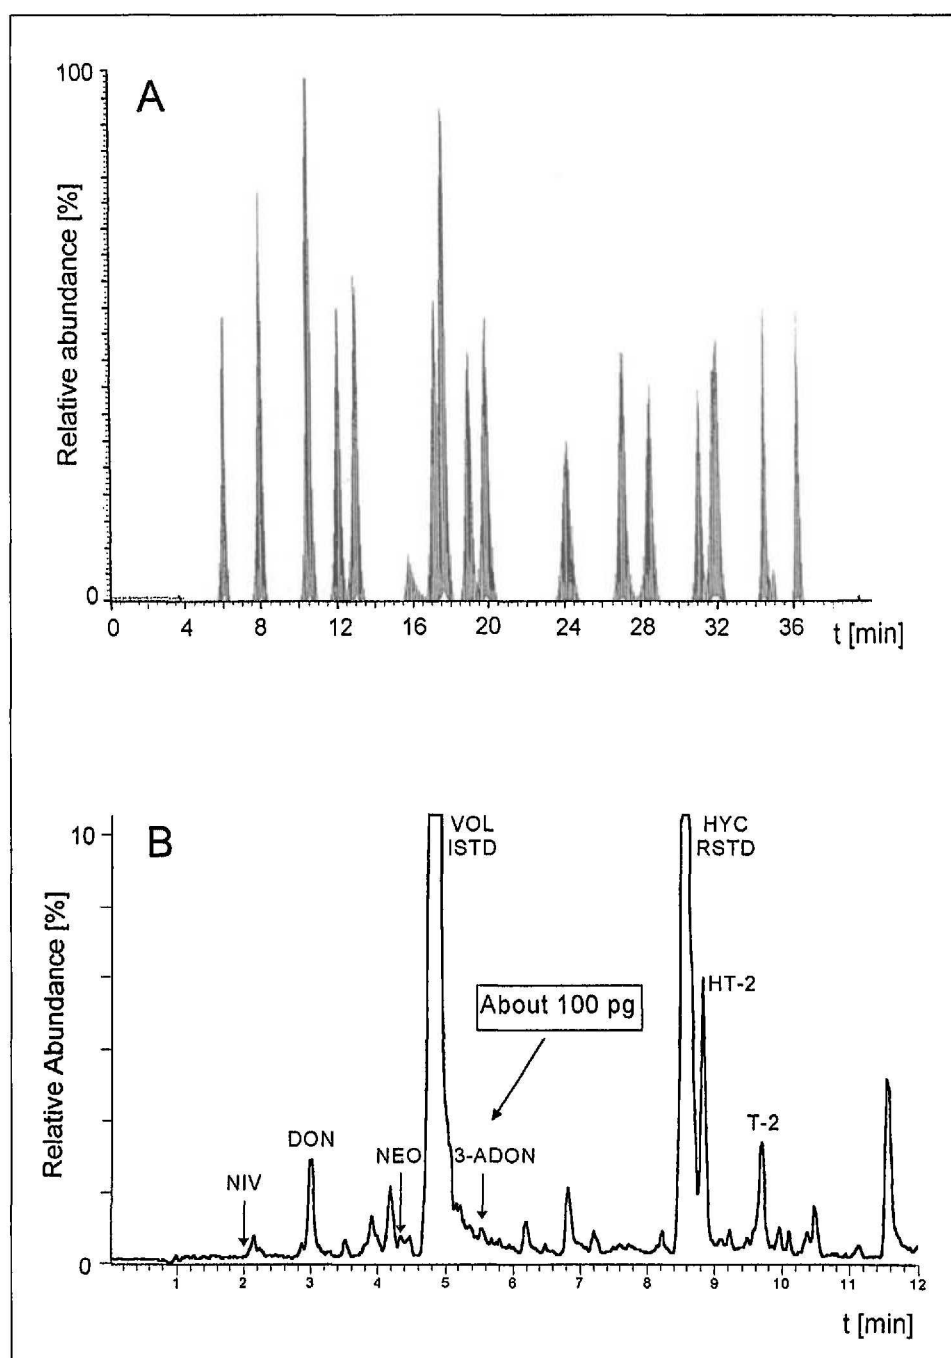 A
100
Relative abundance [%]
0
0 4 8 12 16 20 24 28 32 36
t [min]
B
10
Relative Abundance [%]
0
VOL
ISTD
HYC
RSTD
HT-2
About 100 pg
T-2
DON
NEO
3-ADON
NIV
1 2 3 4 5 6 7 8 9 10 11 12
t [min]